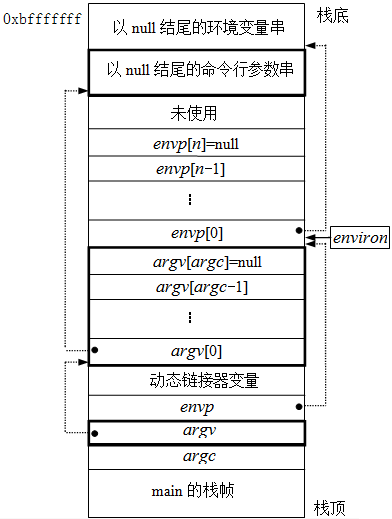 0xbfffffff
以 null 结尾的环境变量串
栈底
以 null 结尾的命令行参数串
未使用
envp[n]=null
envp[n−1]
⋮
envp[0]
environ
argv[argc]=null
argv[argc−1]
⋮
argv[0]
动态链接器变量
envp
argv
argc
main 的栈帧
栈顶